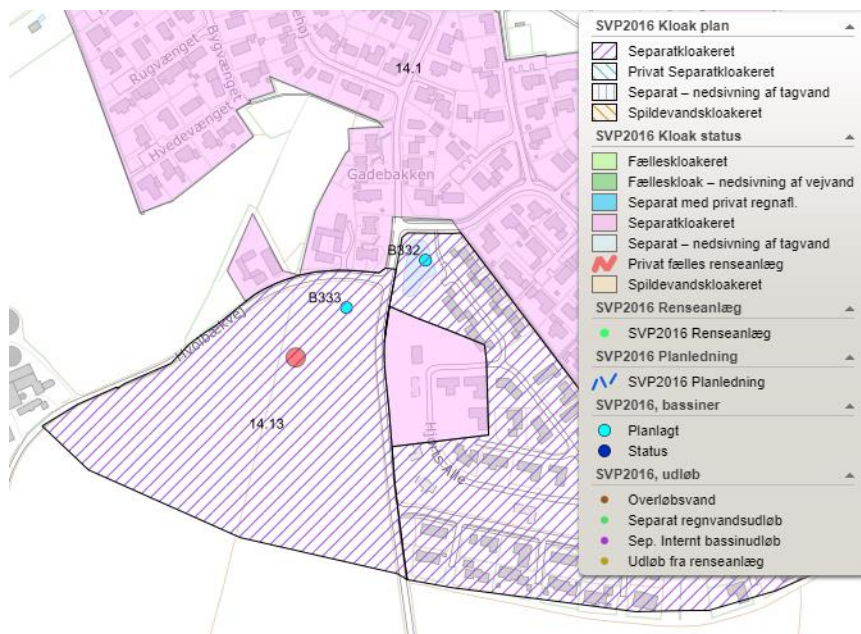 Rugvænget
Bygvænget
Hvedevænget
14.1
Gadebakken
B332
B333
Hvolbækvej
14.13
Hjorts Alle
SVP2016 Kloak plan
Separatkloakeret
Privat Separatkloakeret
Separat – nedsivning af tagvand
Spildevandskloakeret
SVP2016 Kloak status
Fælleskloakeret
Fælleskloak – nedsivning af vejvand
Separat med privat regnafl.
Separatkloakeret
Separat – nedsivning af tagvand
Privat fælles renseanlæg
Spildevandskloakeret
SVP2016 Renseanlæg
SVP2016 Renseanlæg
SVP2016 Planledning
SVP2016 Planledning
SVP2016, bassiner
Planlagt
Status
SVP2016, udløb
Overløbsvand
Separat regnvandsudløb
Sep. Internt bassinudløb
Udløb fra renseanlæg